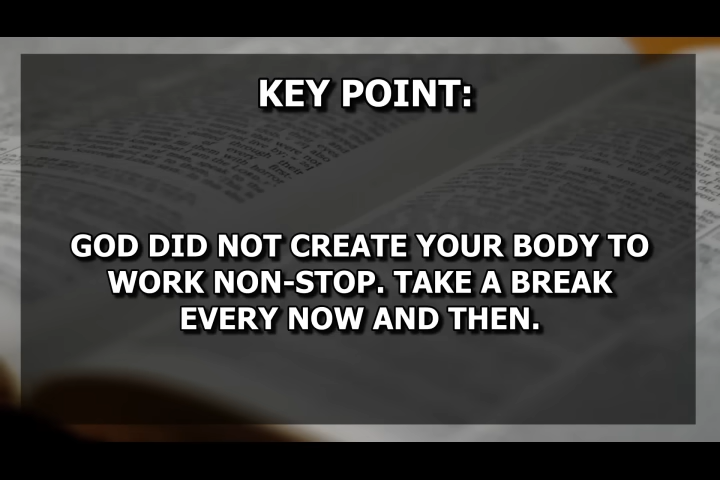 KEY POINT:
GOD DID NOT CREATE YOUR BODY TO
WORK NON-STOP. TAKE A BREAK
EVERY NOW AND THEN.